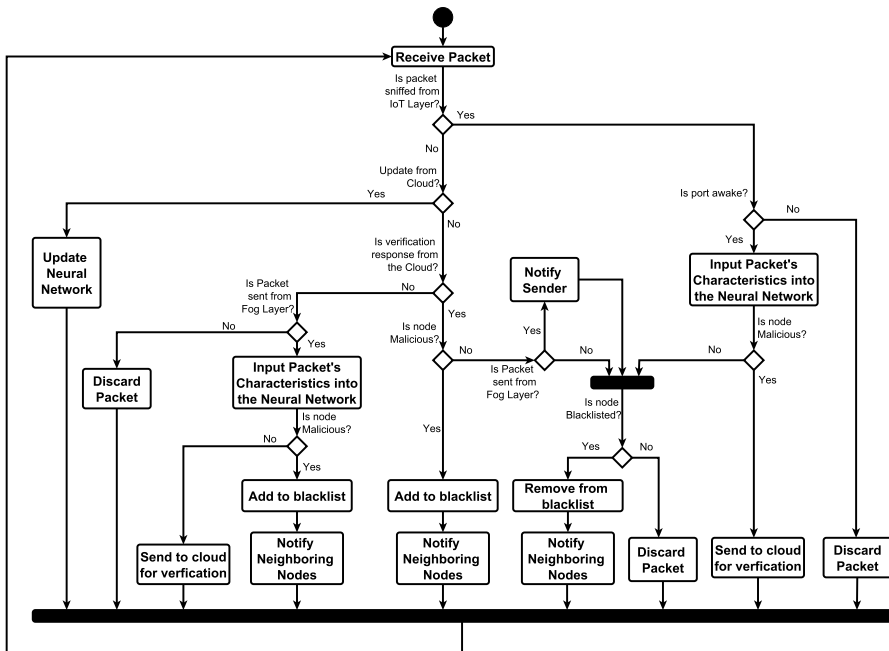 Receive Packet
Is packet
sniffed from
IoT Layer?
Yes
No
Update from
Cloud?
Yes
No
Is port awake?
No
Yes
Update
Neural
Network
Is verification
response from
the Cloud?
No
Yes
Notify
Sender
Input Packet's
Characteristics into
the Neural Network
Is Packet
sent from
Fog Layer?
No
Yes
Is node
Malicious?
No
Yes
Is Packet
sent from
Fog Layer?
Yes
No
Is node
Malicious?
No
Yes
Discard
Packet
Input Packet's
Characteristics into
the Neural Network
Is node
Malicious?
No
Yes
Is node
Blacklisted?
Yes
No
Add to blacklist
Add to blacklist
Remove from
blacklist
Send to cloud
for verfication
Notify
Neighboring
Nodes
Notify
Neighboring
Nodes
Notify
Neighboring
Nodes
Discard
Packet
Send to cloud
for verfication
Discard
Packet